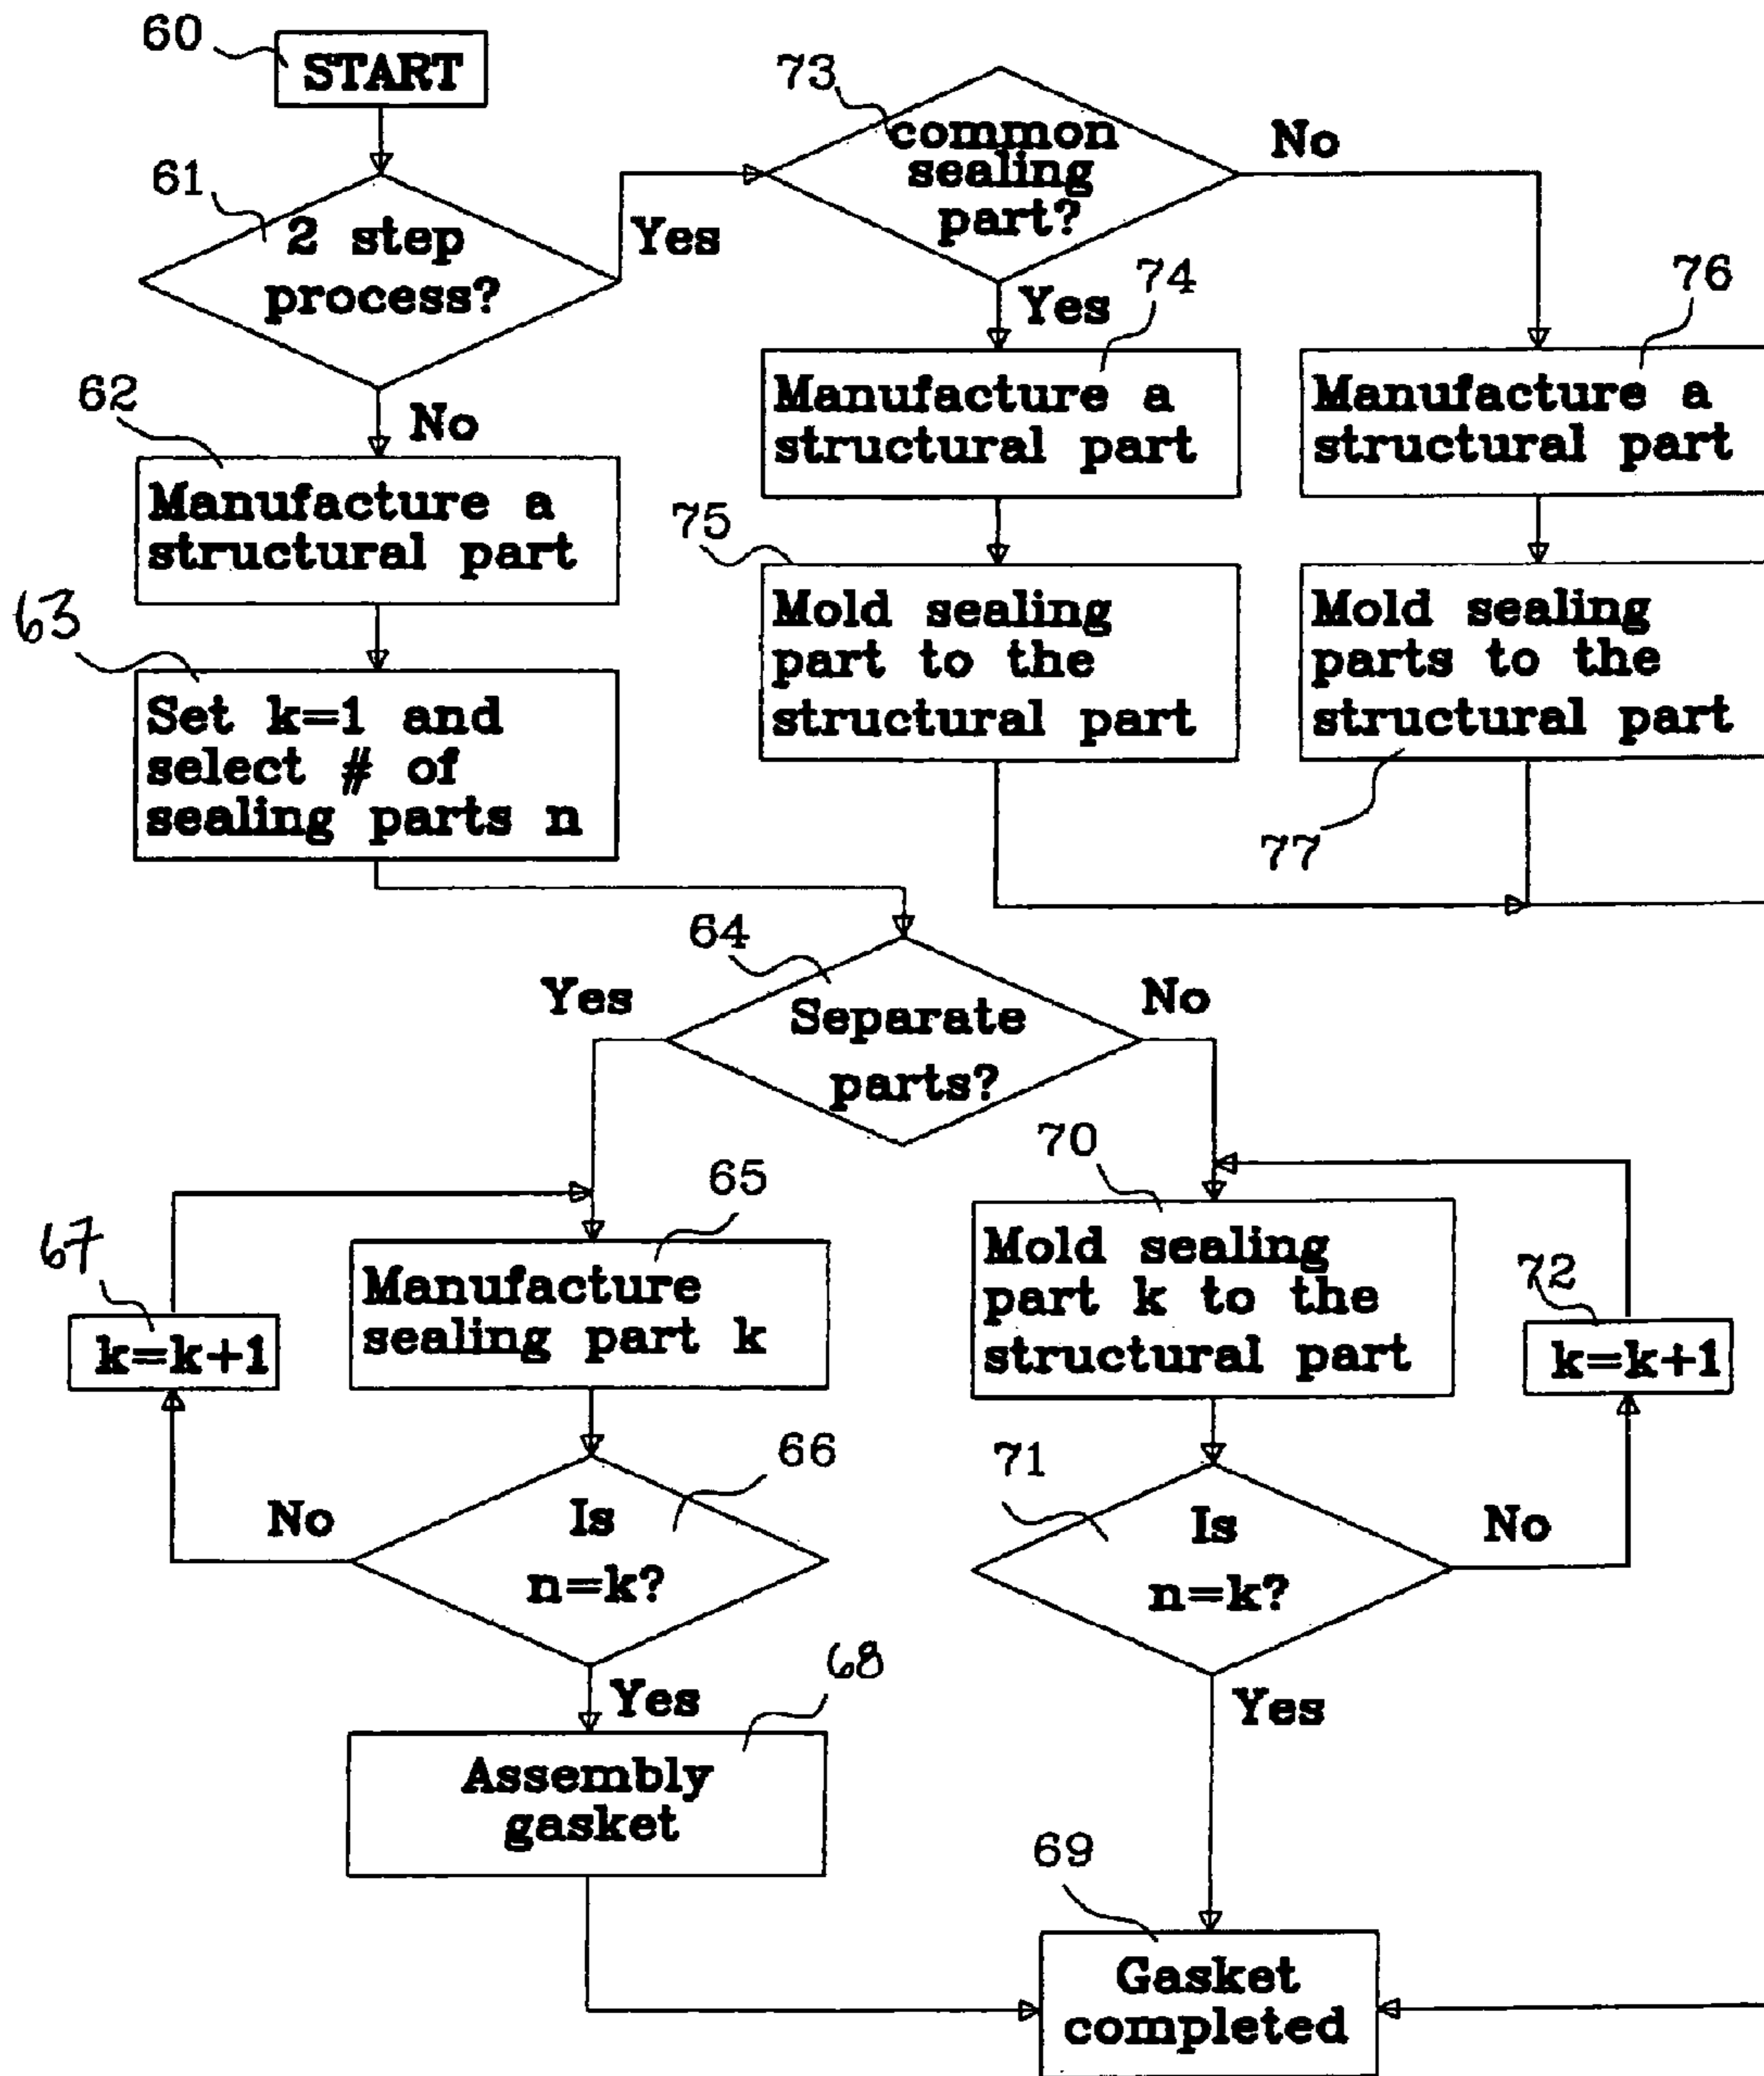 60
START
61
2 step
process?
Yes
No
62
Manufacture a
structural part
63
Set k=1 and
select # of
sealing parts n
73
common
sealing
part?
No
Yes
74
Manufacture a
structural part
75
Mold sealing
part to the
structural part
76
Manufacture a
structural part
Mold sealing
parts to the
structural part
77
64
Separate
parts?
Yes
No
65
Manufacture
sealing part k
67
k=k+1
66
Is
n=k?
No
Yes
68
Assembly
gasket
70
Mold sealing
part k to the
structural part
72
k=k+1
71
Is
n=k?
No
Yes
69
Gasket
completed